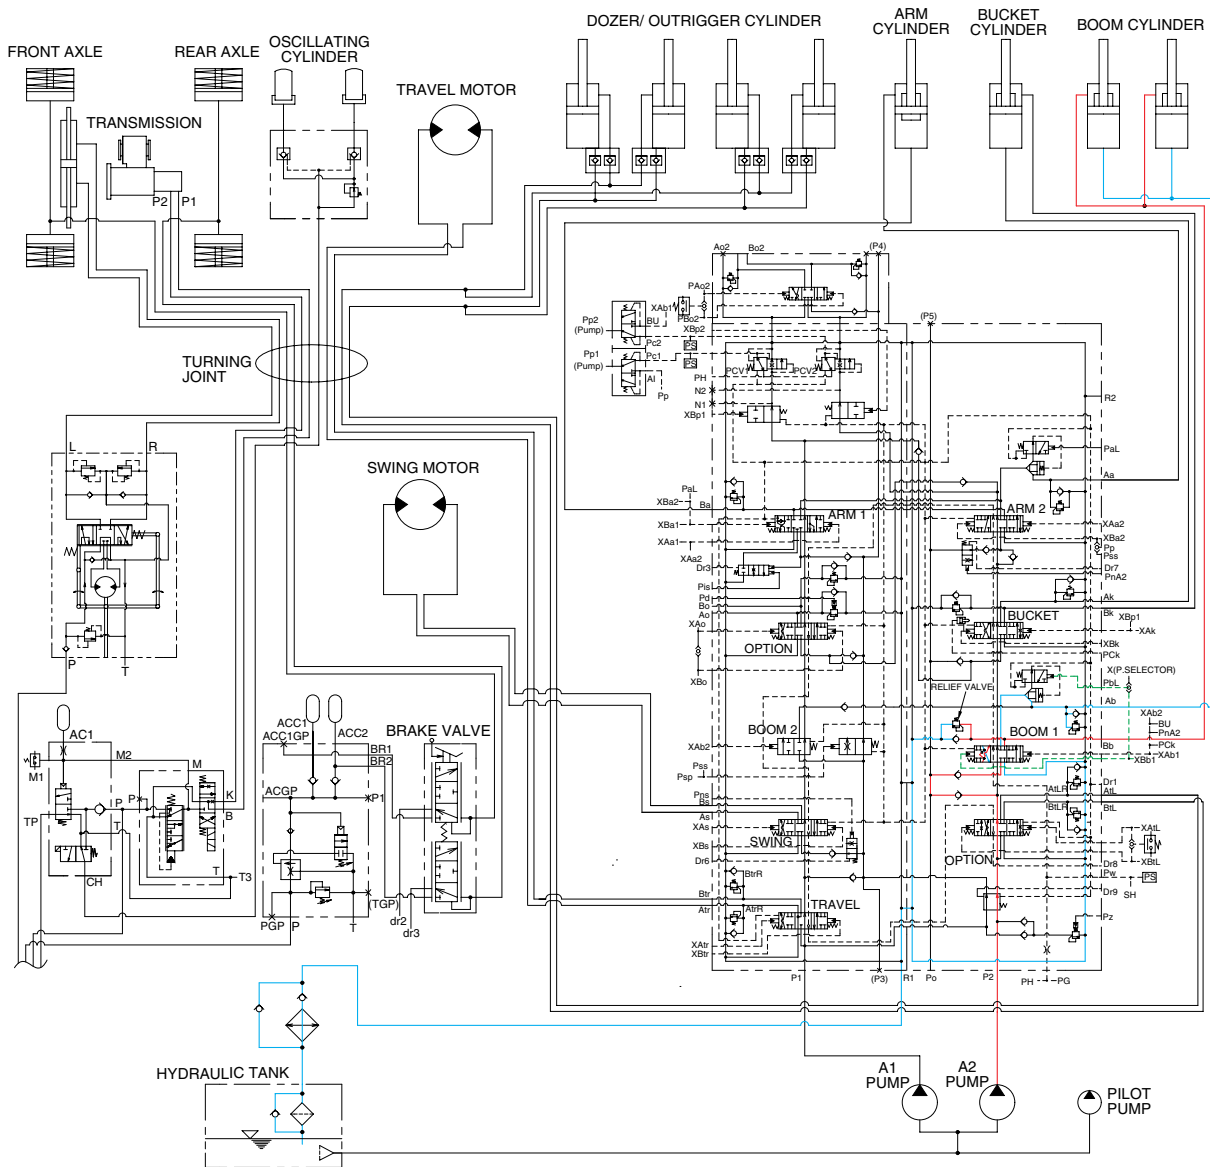 FRONT AXLE
REAR AXLE
OSCILLATING
CYLINDER
TRANSMISSION
P2
P1
TRAVEL MOTOR
DOZER/ OUTRIGGER CYLINDER
ARM
CYLINDER
BUCKET
CYLINDER
BOOM CYLINDER
TURNING
JOINT
SWING MOTOR
L
R
P
T
Ao2
Bo2
(P4)
PAo2
XAb1
PBo2
Pp2
(Pump)
BU
XBp2
Pc2
PS
Pp1
(Pump)
Pc1
PS
AI
Pp
PH
N2
N1
XBp1
PCV1
PCV2
(P5)
R2
PaL
Aa
PaL
XBa2
Ba
XBa1
XAa1
XAa2
ARM 1
ARM 2
XAa2
XBa2
Pp
Pss
Dr7
PnA2
Dr3
Pis
Pd
Bo
Ao
XAo
XBo
OPTION
Ak
Bk
BUCKET
XBp1
XAk
XBk
PCk
X(P.SELECTOR)
PbL
RELIEF VALVE
Ab
XAb2
BU
PnA2
PCk
XAb1
XBb1
Bb
BOOM 2
BOOM 1
XAb2
Pss
Psp
Pns
Bs
As
XAs
XBs
Dr6
SWING
Dr1
AtLR
AtL
BtLR
BtL
XAtL
XBtL
OPTION
Dr8
Pw
PS
Dr9
SH
Pz
BtrR
Btr
Atr
AtrR
TRAVEL
XAtr
XBtr
P1
(P3)
R1
Po
P2
PH
PG
AC1
M1
M2
M
TP
P
P
T
K
B
T
T3
CH
ACC1
ACC1GP
ACC2
BR1
BR2
ACGP
P1
(TGP)
PGP
P
T
dr2
dr3
BRAKE VALVE
HYDRAULIC TANK
A1
PUMP
A2
PUMP
PILOT
PUMP